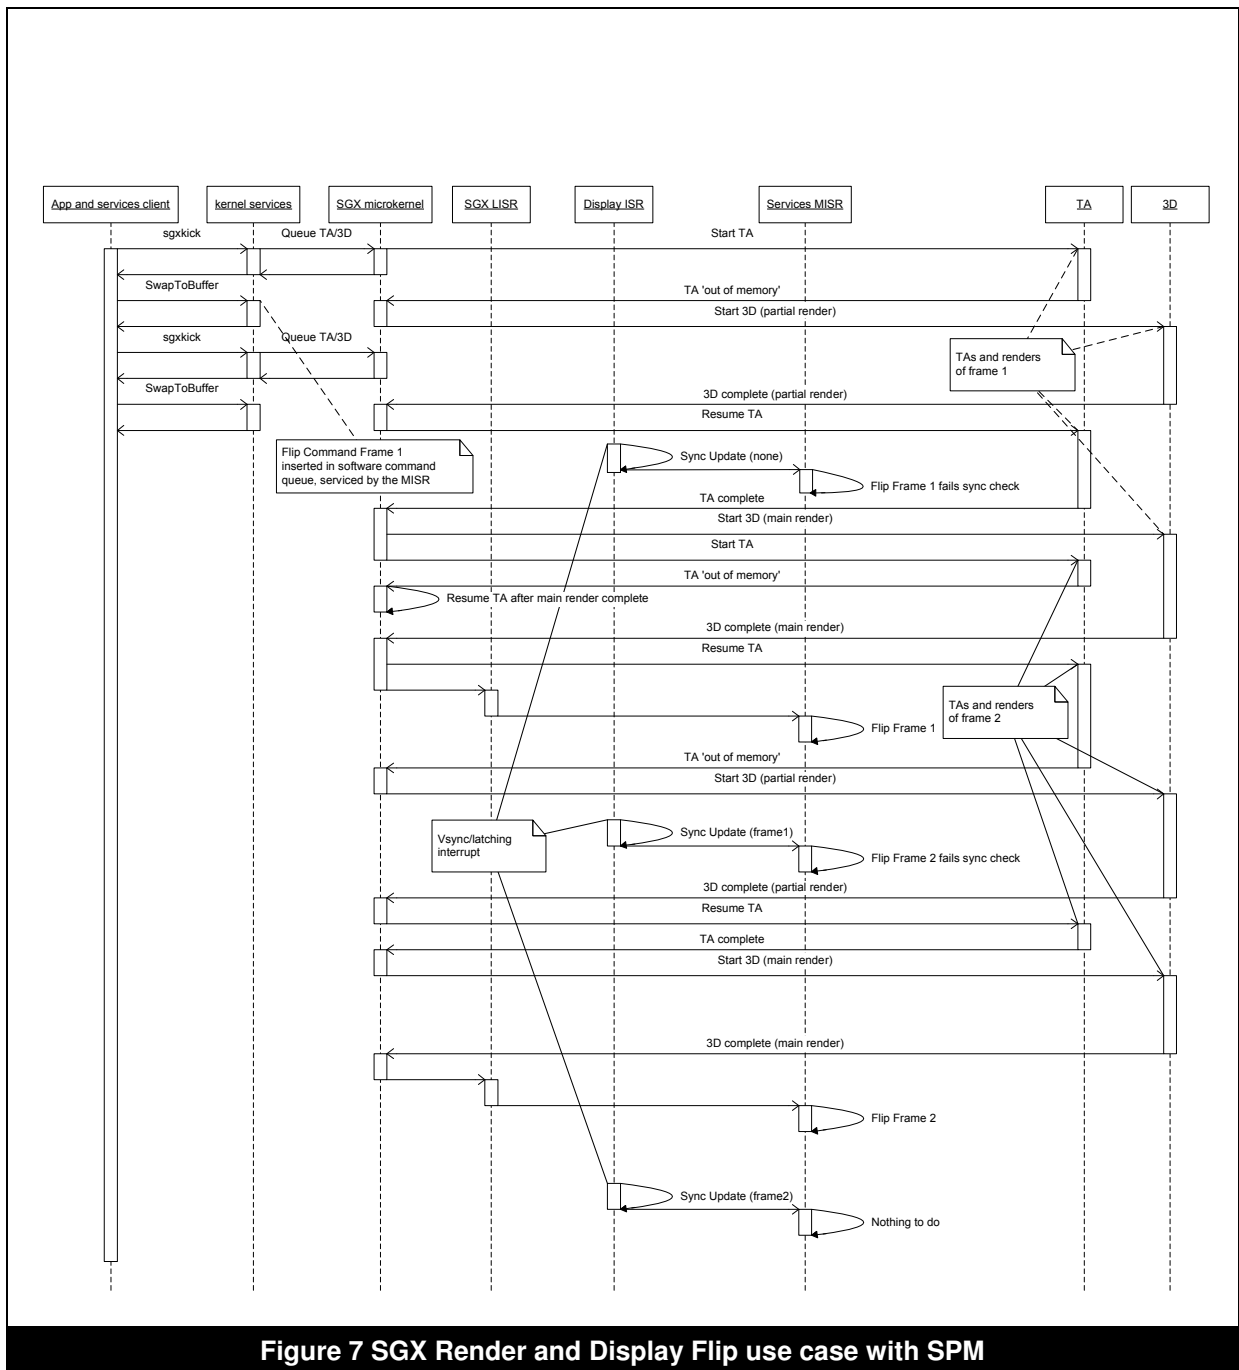 App and services client
kernel services
SGX microkernel
SGX LISR
Display ISR
Services MISR
TA
3D
sgxkick
Queue TA/3D
Start TA
SwapToBuffer
TA 'out of memory'
Start 3D (partial render)
sgxkick
Queue TA/3D
TAs and renders
of frame 1
SwapToBuffer
3D complete (partial render)
Resume TA
Flip Command Frame 1
inserted in software command
queue, serviced by the MISR
Sync Update (none)
Flip Frame 1 fails sync check
TA complete
Start 3D (main render)
Start TA
TA 'out of memory'
Resume TA after main render complete
3D complete (main render)
Resume TA
TAs and renders
of frame 2
Flip Frame 1
TA 'out of memory'
Start 3D (partial render)
Vsync/latching
interrupt
Sync Update (frame1)
Flip Frame 2 fails sync check
3D complete (partial render)
Resume TA
TA complete
Start 3D (main render)
3D complete (main render)
Flip Frame 2
Sync Update (frame2)
Nothing to do
Figure 7 SGX Render and Display Flip use case with SPM